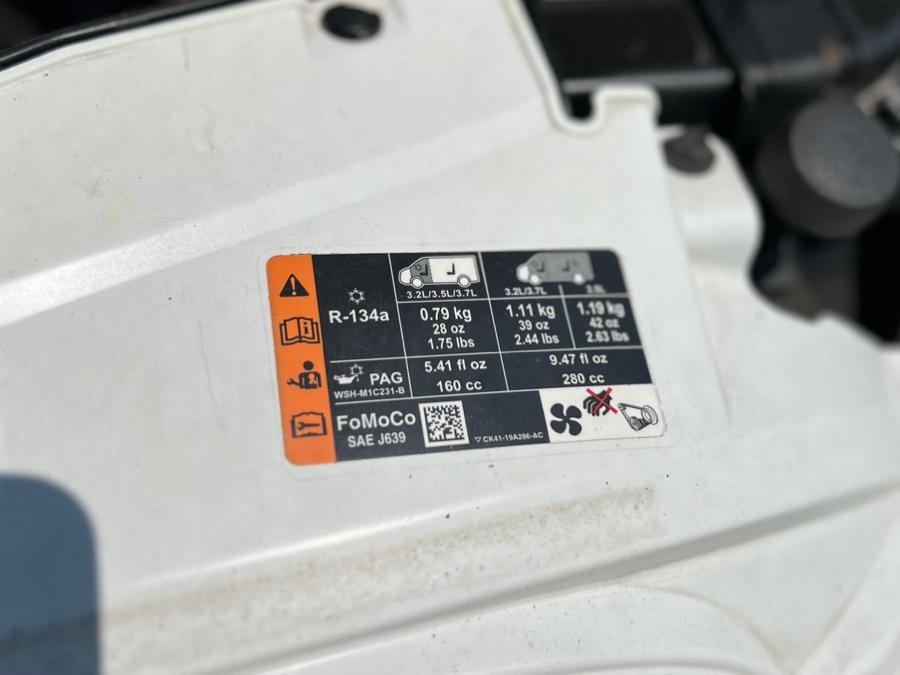 R-134a
3.2L/3.5L/3.7L
0.79 kg
28 oz
1.75 lbs
3.2L/3.7L
1.11 kg
39 oz
2.44 lbs
3.5L
1.19 kg
42 oz
2.63 lbs
PAG
WSH-M1C231-B
5.41 fl oz
160 cc
9.47 fl oz
280 cc
FoMoCo
SAE J639
CK41-19A286-AC